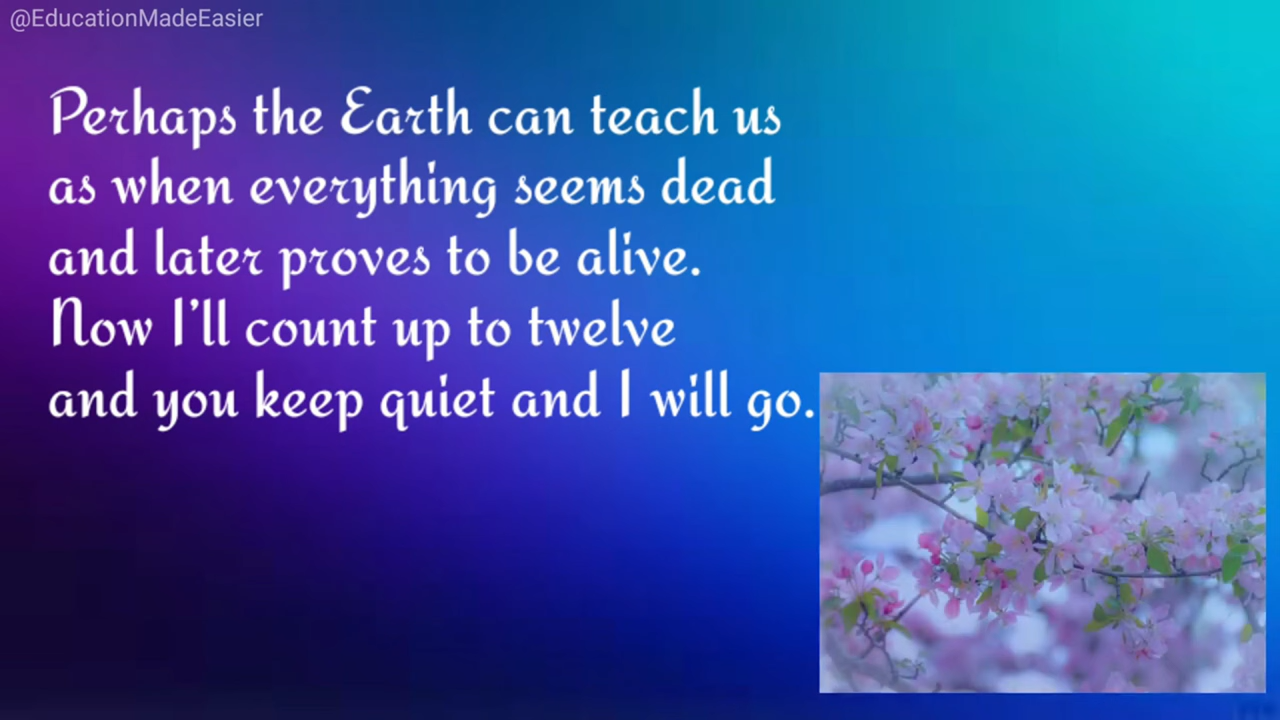 @EducationMadeEasier
Perhaps the Earth can teach us
as when everything seems dead
and later proves to be alive.
Now I'll count up to twelve
and you keep quiet and I will go.